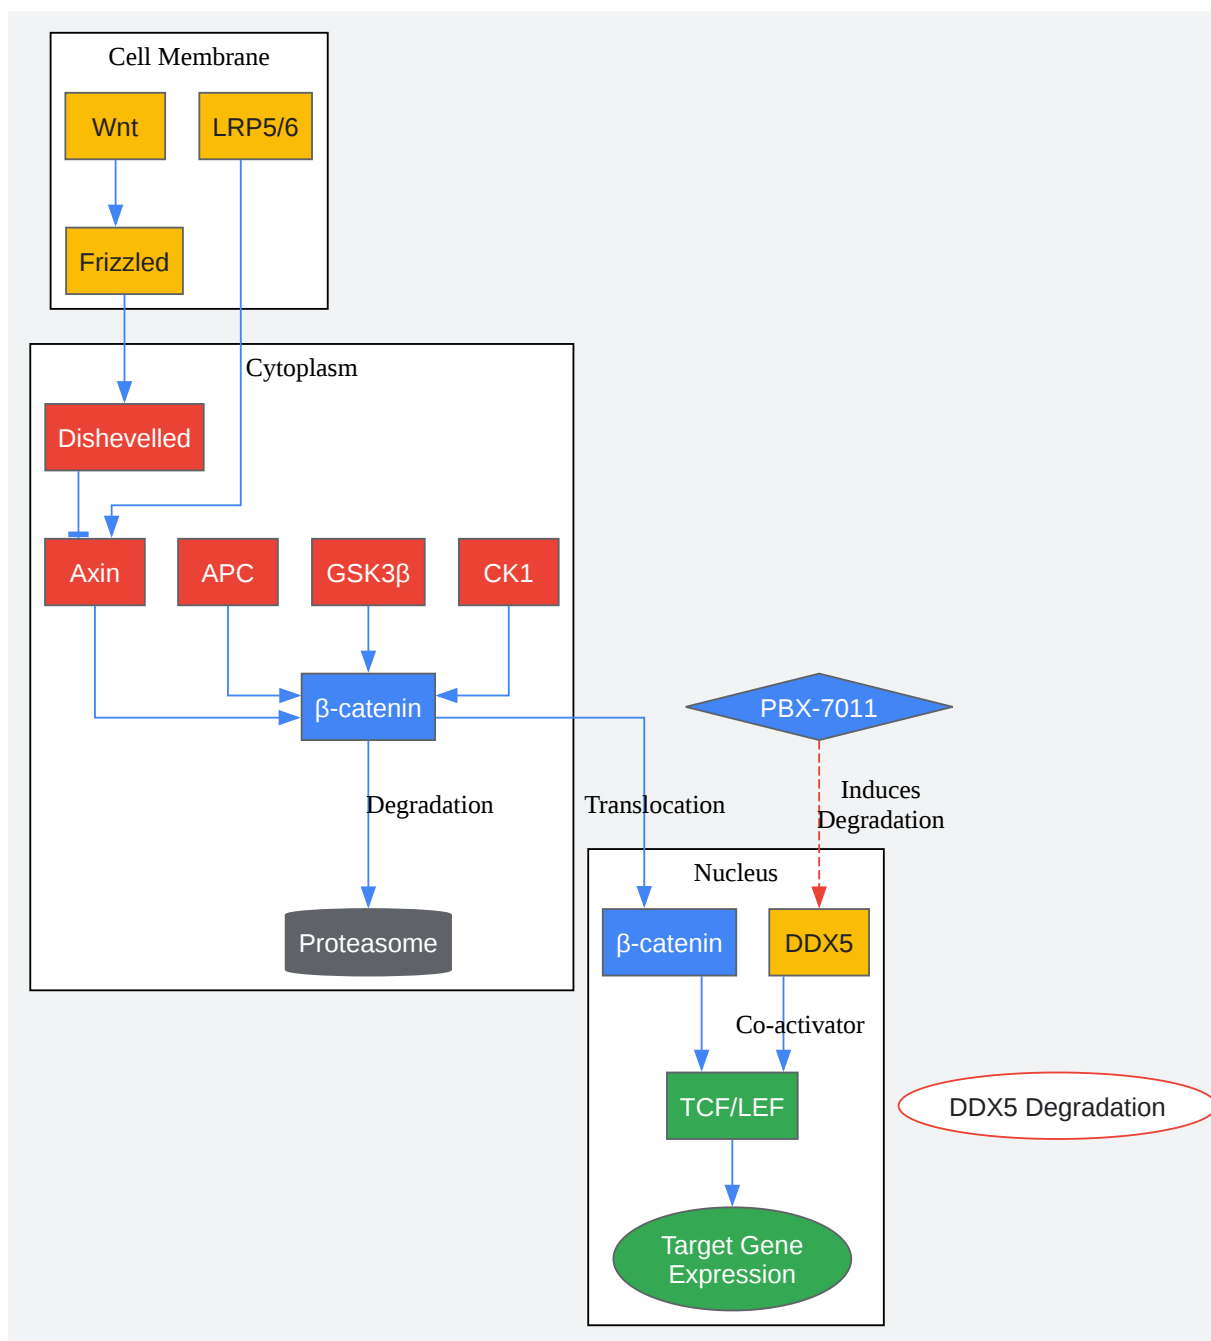 Cell Membrane
Wnt
LRP5/6
Frizzled
Cytoplasm
Dishevelled
Axin
APC
GSK3β
CK1
β-catenin
PBX-7011
Degradation
Translocation
Induces
Degradation
Nucleus
Proteasome
β-catenin
DDX5
Co-activator
TCF/LEF
DDX5 Degradation
Target Gene
Expression